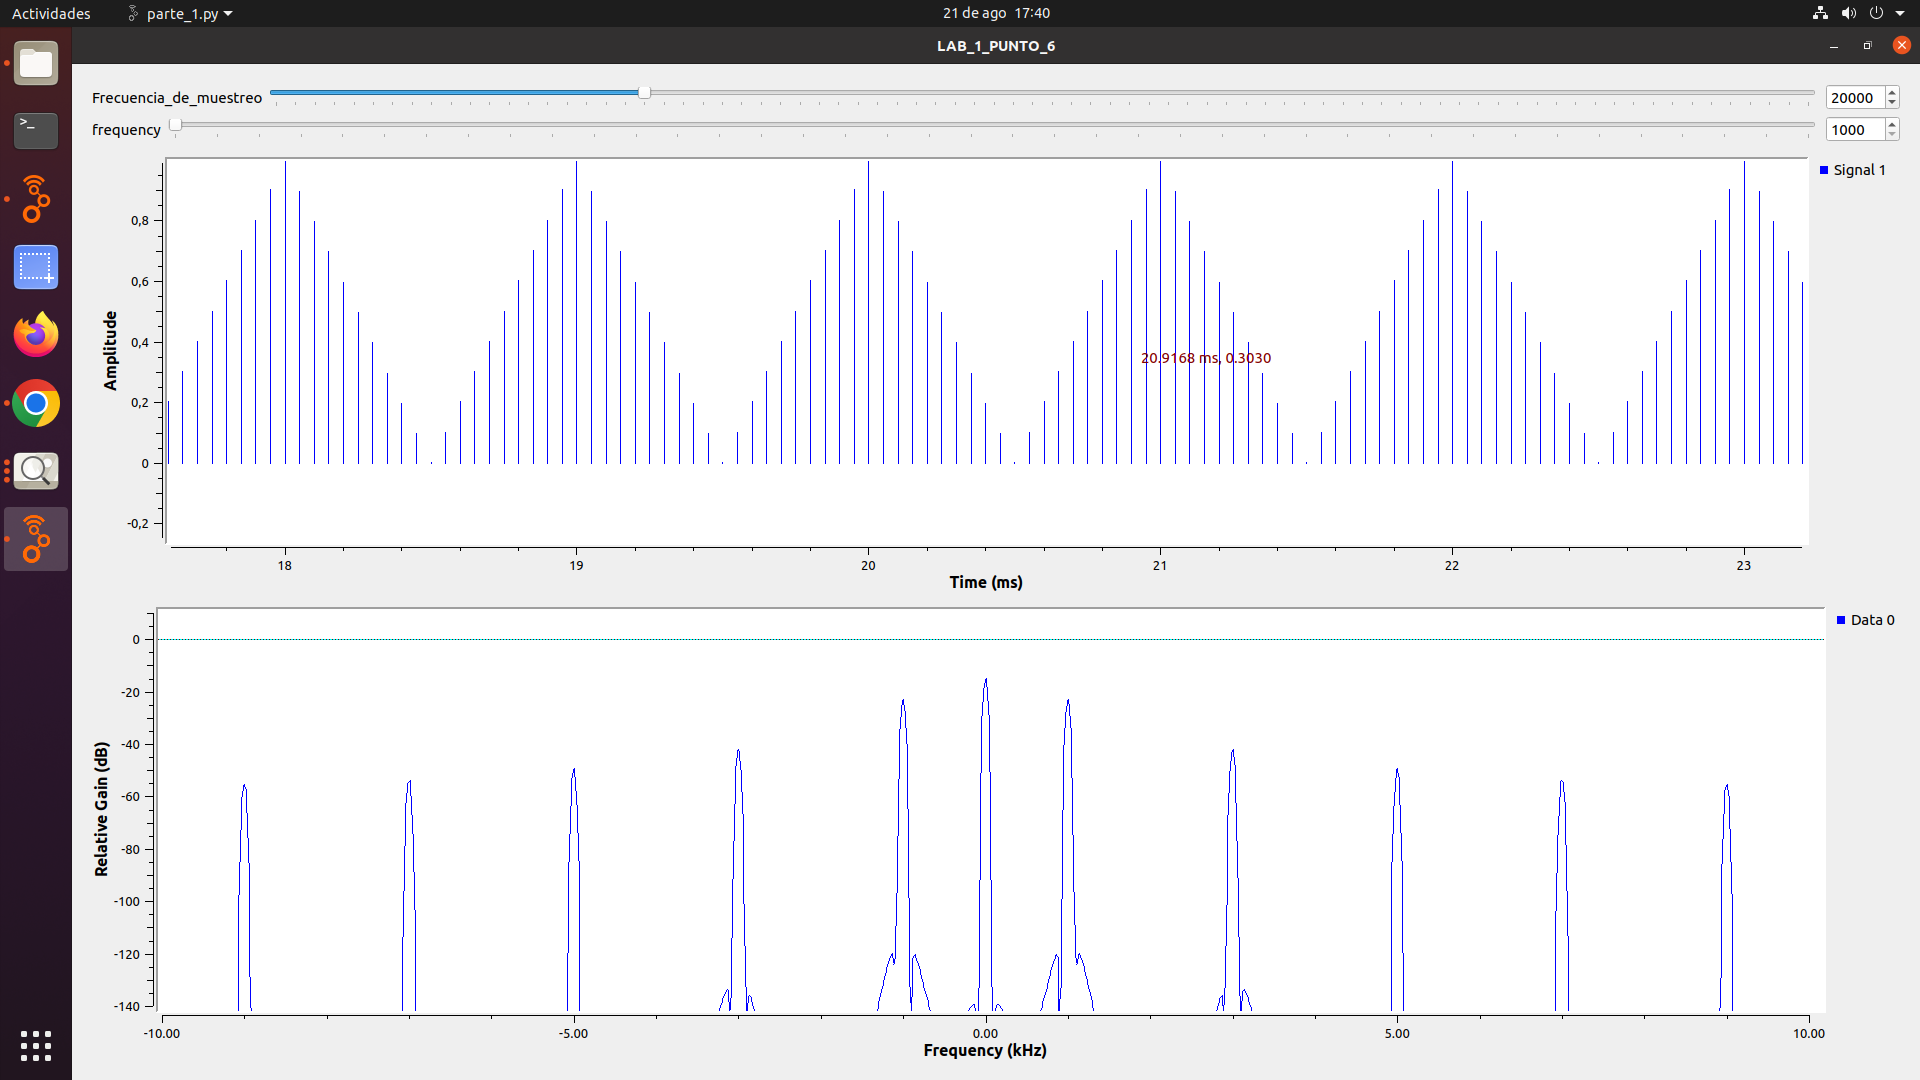 Actividades
parte_1.py
21 de ago 17:40
LAB_1_PUNTO_6
Frecuencia_de_muestreo
20000
frequency
1000
Signal 1
Amplitude
0,8
0,6
0,4
0,2
0
-0,2
20.9168 ms, 0.3030
18 19 20 21 22 23
Time (ms)
Data 0
Relative Gain (dB)
0
-20
-40
-60
-80
-100
-120
-140
-10.00 -5.00 0.00 5.00 10.00
Frequency (kHz)